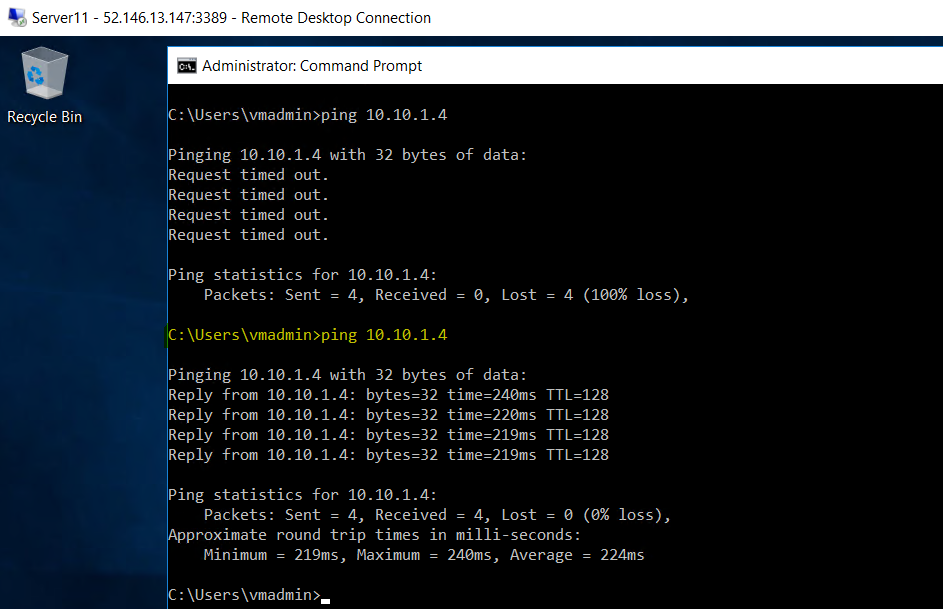 Server11 - 52.146.13.147:3389 - Remote Desktop Connection
Recycle Bin
Administrator: Command Prompt
C:\Users\vmadmin>ping 10.10.1.4
Pinging 10.10.1.4 with 32 bytes of data:
Request timed out.
Request timed out.
Request timed out.
Request timed out.
Ping statistics for 10.10.1.4:
    Packets: Sent = 4, Received = 0, Lost = 4 (100% loss),
C:\Users\vmadmin>ping 10.10.1.4
Pinging 10.10.1.4 with 32 bytes of data:
Reply from 10.10.1.4: bytes=32 time=240ms TTL=128
Reply from 10.10.1.4: bytes=32 time=220ms TTL=128
Reply from 10.10.1.4: bytes=32 time=219ms TTL=128
Reply from 10.10.1.4: bytes=32 time=219ms TTL=128
Ping statistics for 10.10.1.4:
    Packets: Sent = 4, Received = 4, Lost = 0 (0% loss),
Approximate round trip times in milli-seconds:
    Minimum = 219ms, Maximum = 240ms, Average = 224ms
C:\Users\vmadmin>